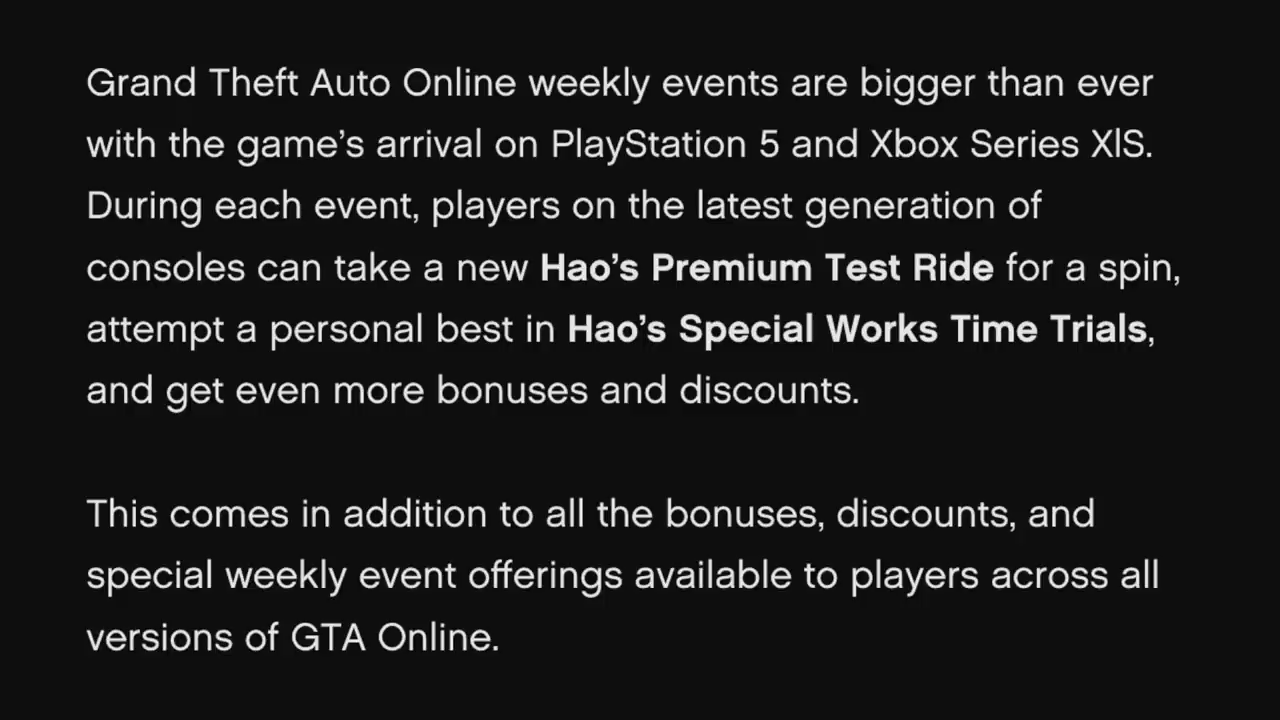 Grand Theft Auto Online weekly events are bigger than ever
with the game’s arrival on PlayStation 5 and Xbox Series XlS.
During each event, players on the latest generation of
consoles can take a new Hao’s Premium Test Ride for a spin,
attempt a personal best in Hao’s Special Works Time Trials,
and get even more bonuses and discounts.
This comes in addition to all the bonuses, discounts, and
special weekly event offerings available to players across all
versions of GTA Online.